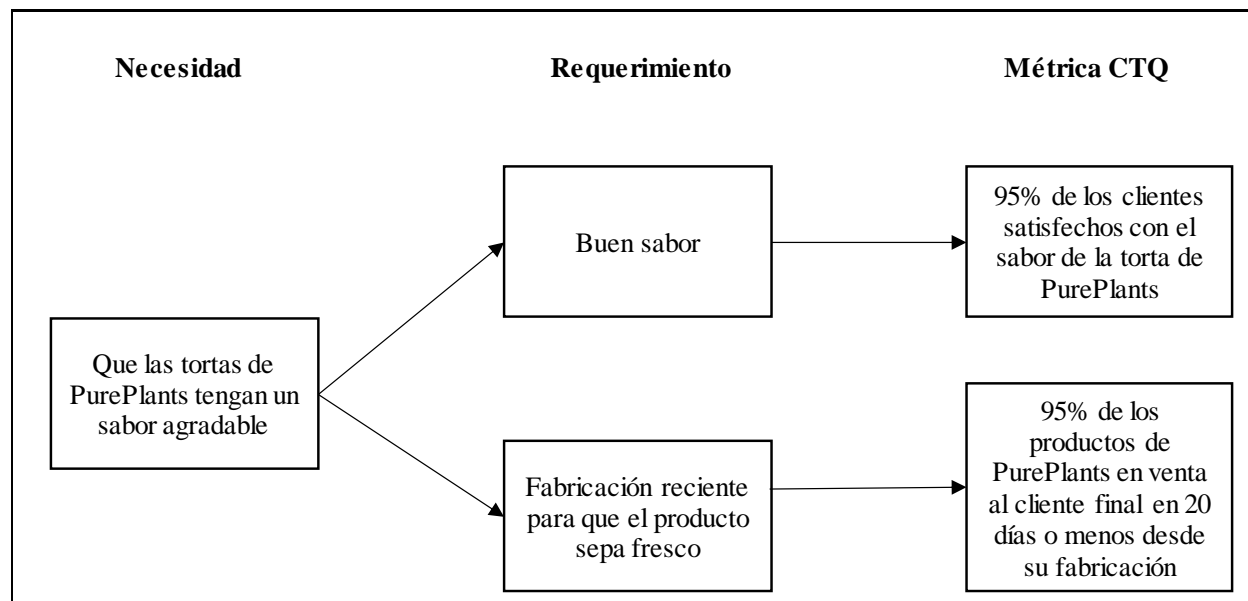 Necesidad
Requerimiento
Métrica CTQ
Buen sabor
95% de los clientes
satisfechos con el
sabor de la torta de
PurePlants
Que las tortas de
PurePlants tengan un
sabor agradable
Fabricación reciente
para que el producto
sepa fresco
95% de los
productos de
PurePlants en venta
al cliente final en 20
días o menos desde
su fabricación